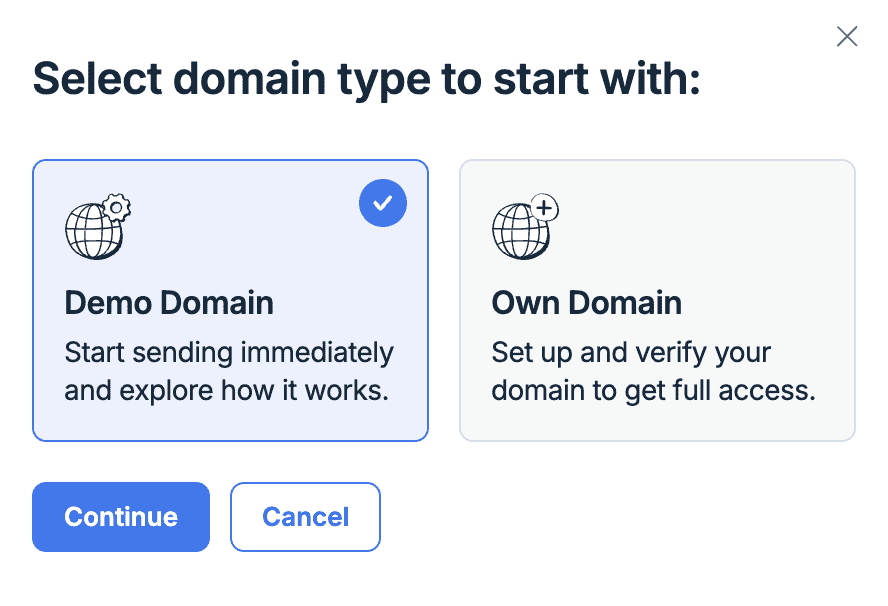 Select domain type to start with:
Demo Domain
Start sending immediately
and explore how it works.
Own Domain
Set up and verify your
domain to get full access.
Continue
Cancel